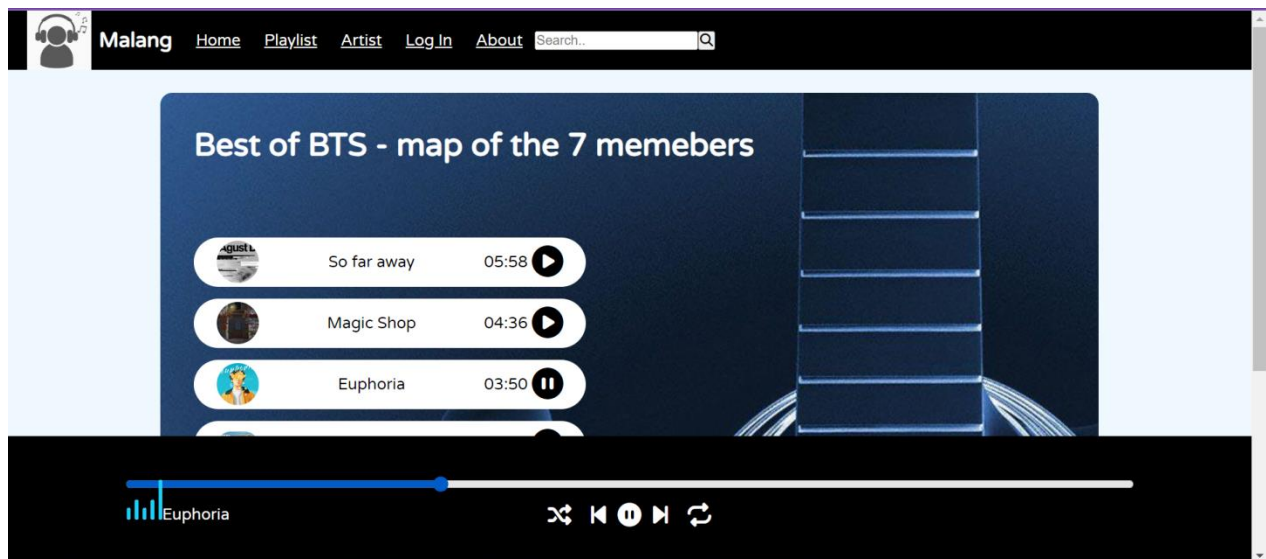 Malang Home Playlist Artist Log In About Search..
Best of BTS - map of the 7 memebers
So far away 05:58
Magic Shop 04:36
Euphoria 03:50
Euphoria